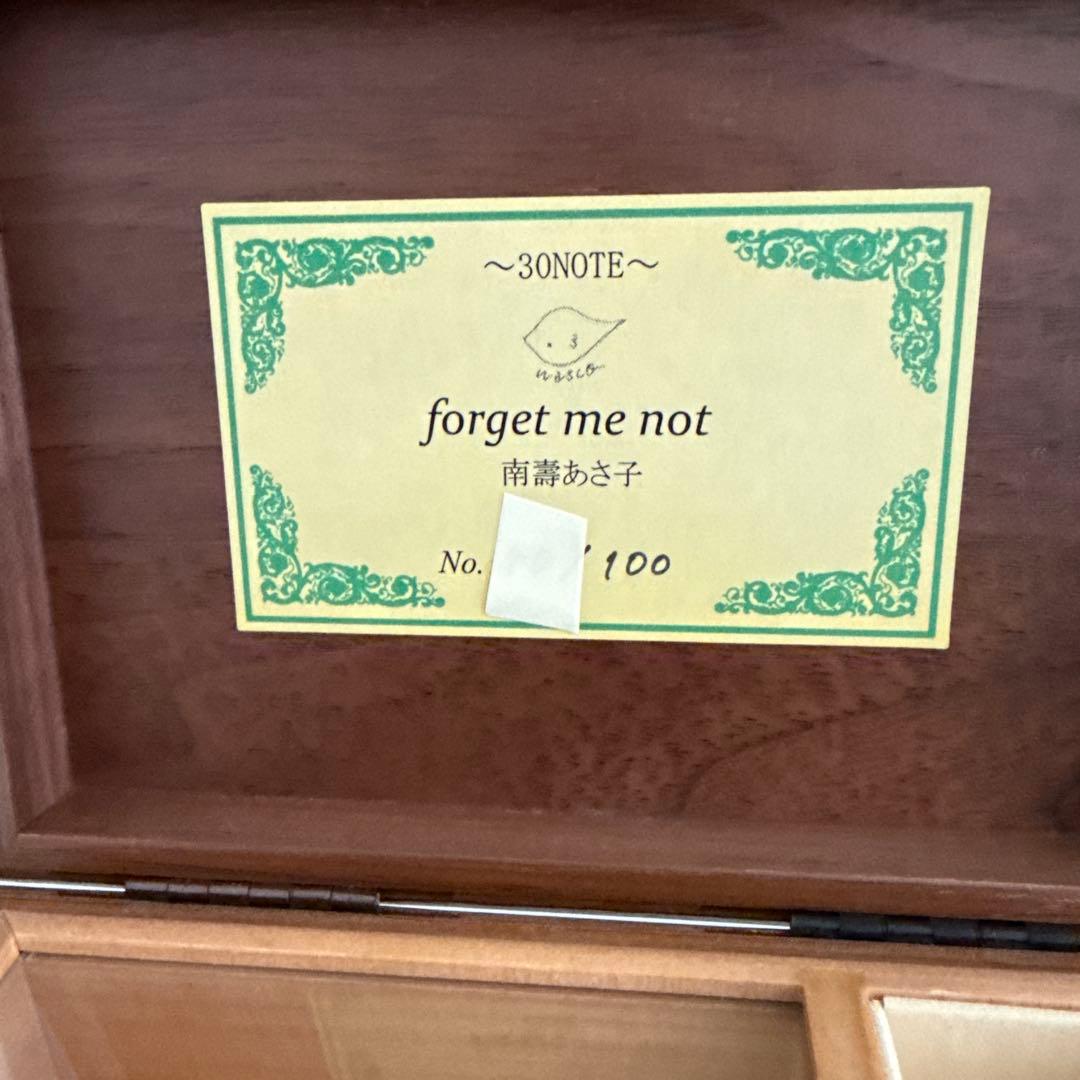 ～30NOTE～
nasco
forget me not
南壽あさ子
No. / 100